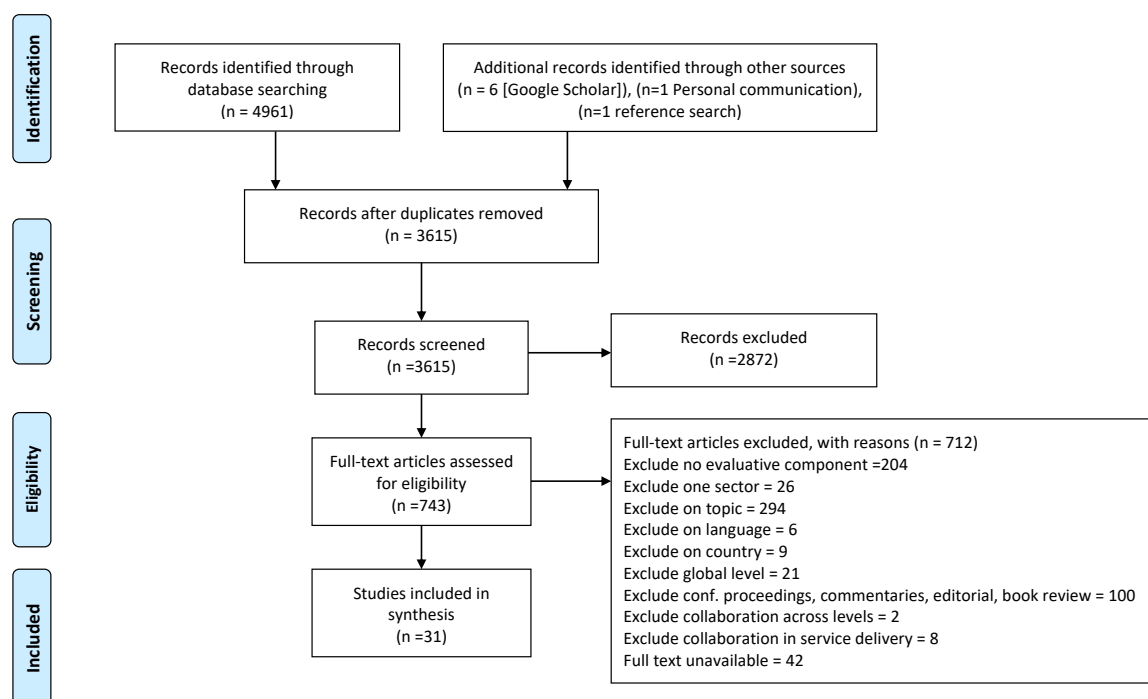 Identification
Records identified through
database searching
(n = 4961)
Additional records identified through other sources
(n = 6 [Google Scholar]), (n=1 Personal communication),
(n=1 reference search)
Screening
Records after duplicates removed
(n = 3615)
Records screened
(n =3615)
Records excluded
(n =2872)
Eligibility
Full-text articles assessed
for eligibility
(n =743)
Full-text articles excluded, with reasons (n = 712)
Exclude no evaluative component =204
Exclude one sector = 26
Exclude on topic = 294
Exclude on language = 6
Exclude on country = 9
Exclude global level = 21
Exclude conf. proceedings, commentaries, editorial, book review = 100
Exclude collaboration across levels = 2
Exclude collaboration in service delivery = 8
Full text unavailable = 42
Included
Studies included in
synthesis
(n =31)